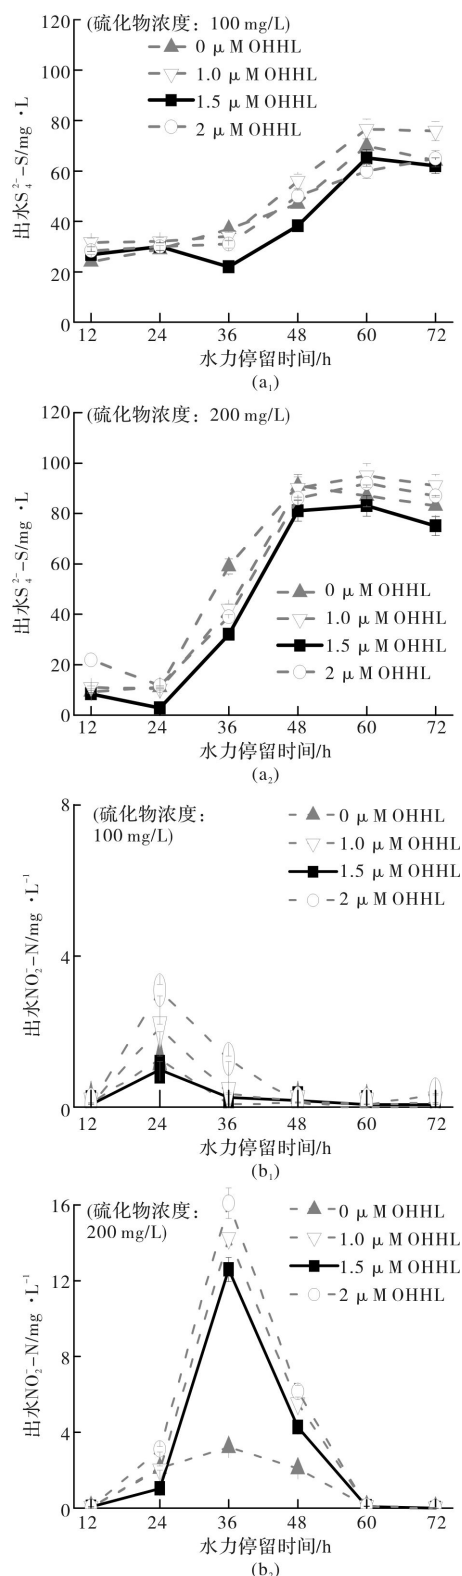 (硫化物浓度：100 mg/L)
0 μ M OHHL
1.0 μ M OHHL
1.5 μ M OHHL
2 μ M OHHL
出水S₄²⁻-S/mg · L
120
100
80
60
40
20
0
12 24 36 48 60 72
水力停留时间/h
(a₁)
(硫化物浓度：200 mg/L)
出水S₄²⁻-S/mg · L
120
100
80
60
40
20
0
0 μ M OHHL
1.0 μ M OHHL
1.5 μ M OHHL
2 μ M OHHL
12 24 36 48 60 72
水力停留时间/h
(a₂)
(硫化物浓度：
100 mg/L)
0 μ M OHHL
1.0 μ M OHHL
1.5 μ M OHHL
2 μ M OHHL
出水NO₂⁻-N/mg · L⁻¹
8
4
0
12 24 36 48 60 72
水力停留时间/h
(b₁)
(硫化物浓度：
200 mg/L)
0 μ M OHHL
1.0 μ M OHHL
1.5 μ M OHHL
2 μ M OHHL
出水NO₂⁻-N/mg · L⁻¹
16
12
8
4
0
12 24 36 48 60 72
水力停留时间/h
(b₂)